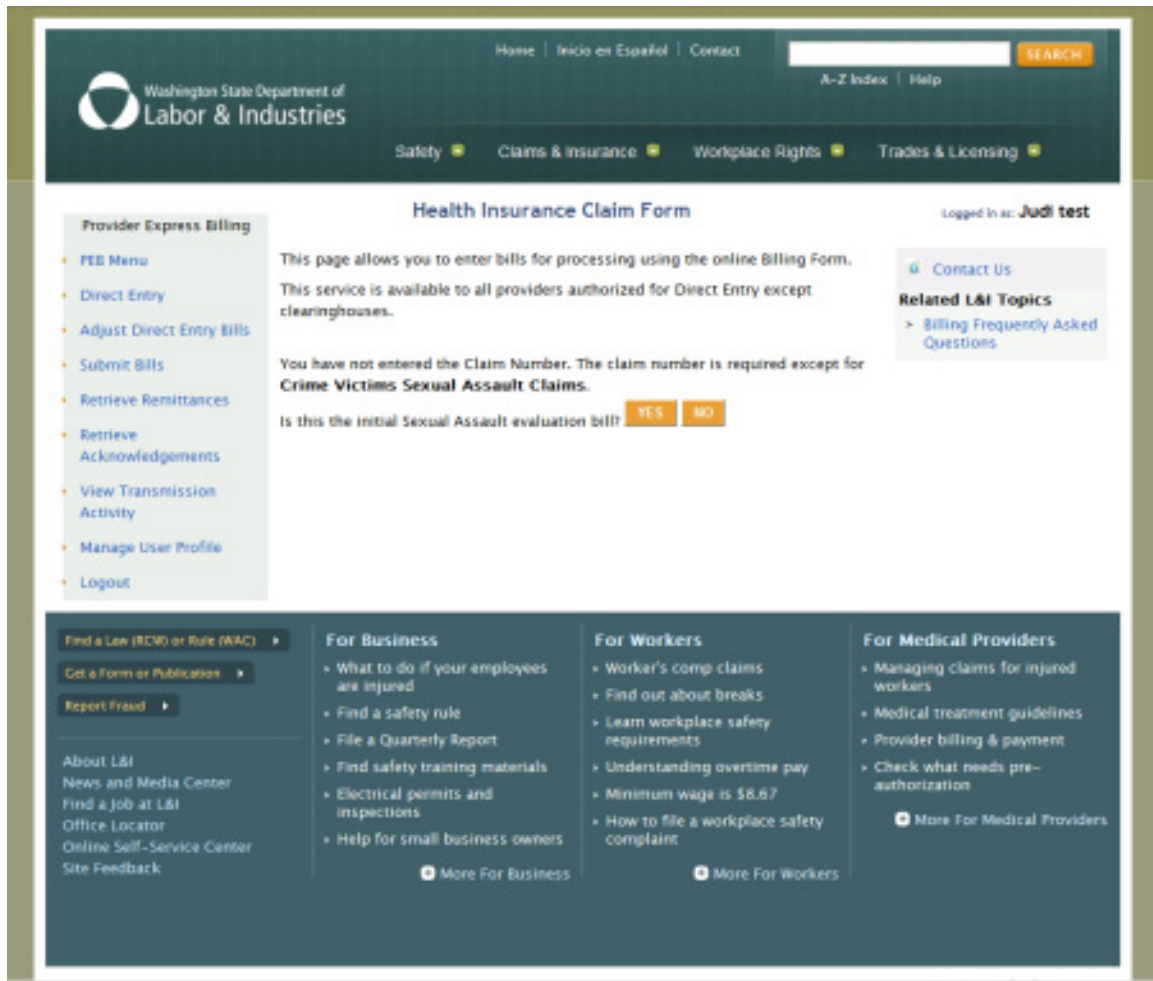 Home | Inicio en Español | Contact
SEARCH
A-Z Index | Help
Washington State Department of
Labor & Industries
Safety
Claims & Insurance
Workplace Rights
Trades & Licensing
Provider Express Billing
PEB Menu
Direct Entry
Adjust Direct Entry Bills
Submit Bills
Retrieve Remittances
Retrieve
Acknowledgements
View Transmission
Activity
Manage User Profile
Logout
Health Insurance Claim Form
This page allows you to enter bills for processing using the online Billing Form.
This service is available to all providers authorized for Direct Entry except
clearinghouses.
You have not entered the Claim Number. The claim number is required except for
Crime Victims Sexual Assault Claims.
Is this the initial Sexual Assault evaluation bill? YES NO
Logged in as: Judi test
Contact Us
Related L&I Topics
> Billing Frequently Asked
Questions
Find a Law (RCW) or Rule (WAC)
Get a Form or Publication
Report Fraud
About L&I
News and Media Center
Find a Job at L&I
Office Locator
Online Self-Service Center
Site Feedback
For Business
What to do if your employees
are injured
Find a safety rule
File a Quarterly Report
Find safety training materials
Electrical permits and
inspections
Help for small business owners
More For Business
For Workers
Worker's comp claims
Find out about breaks
Learn workplace safety
requirements
Understanding overtime pay
Minimum wage is $8.67
How to file a workplace safety
complaint
More For Workers
For Medical Providers
Managing claims for injured
workers
Medical treatment guidelines
Provider billing & payment
Check what needs pre-
authorization
More For Medical Providers